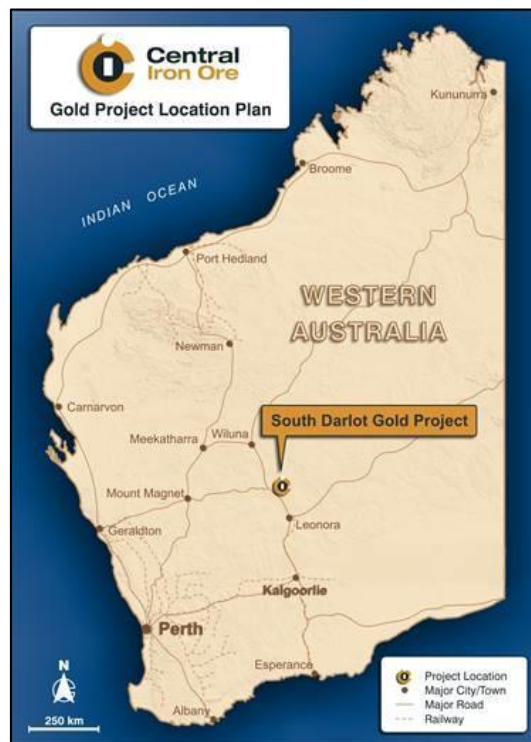 Central
Iron Ore
Gold Project Location Plan
Kununurra
Broome
INDIAN OCEAN
Port Hedland
WESTERN
AUSTRALIA
Newman
Carnarvon
South Darlot Gold Project
Wiluna
Meekatharra
Mount Magnet
Leonora
Geraldton
Kalgoorlie
Perth
Esperance
Albany
N
250 km
Project Location
Major City/Town
Major Road
Railway